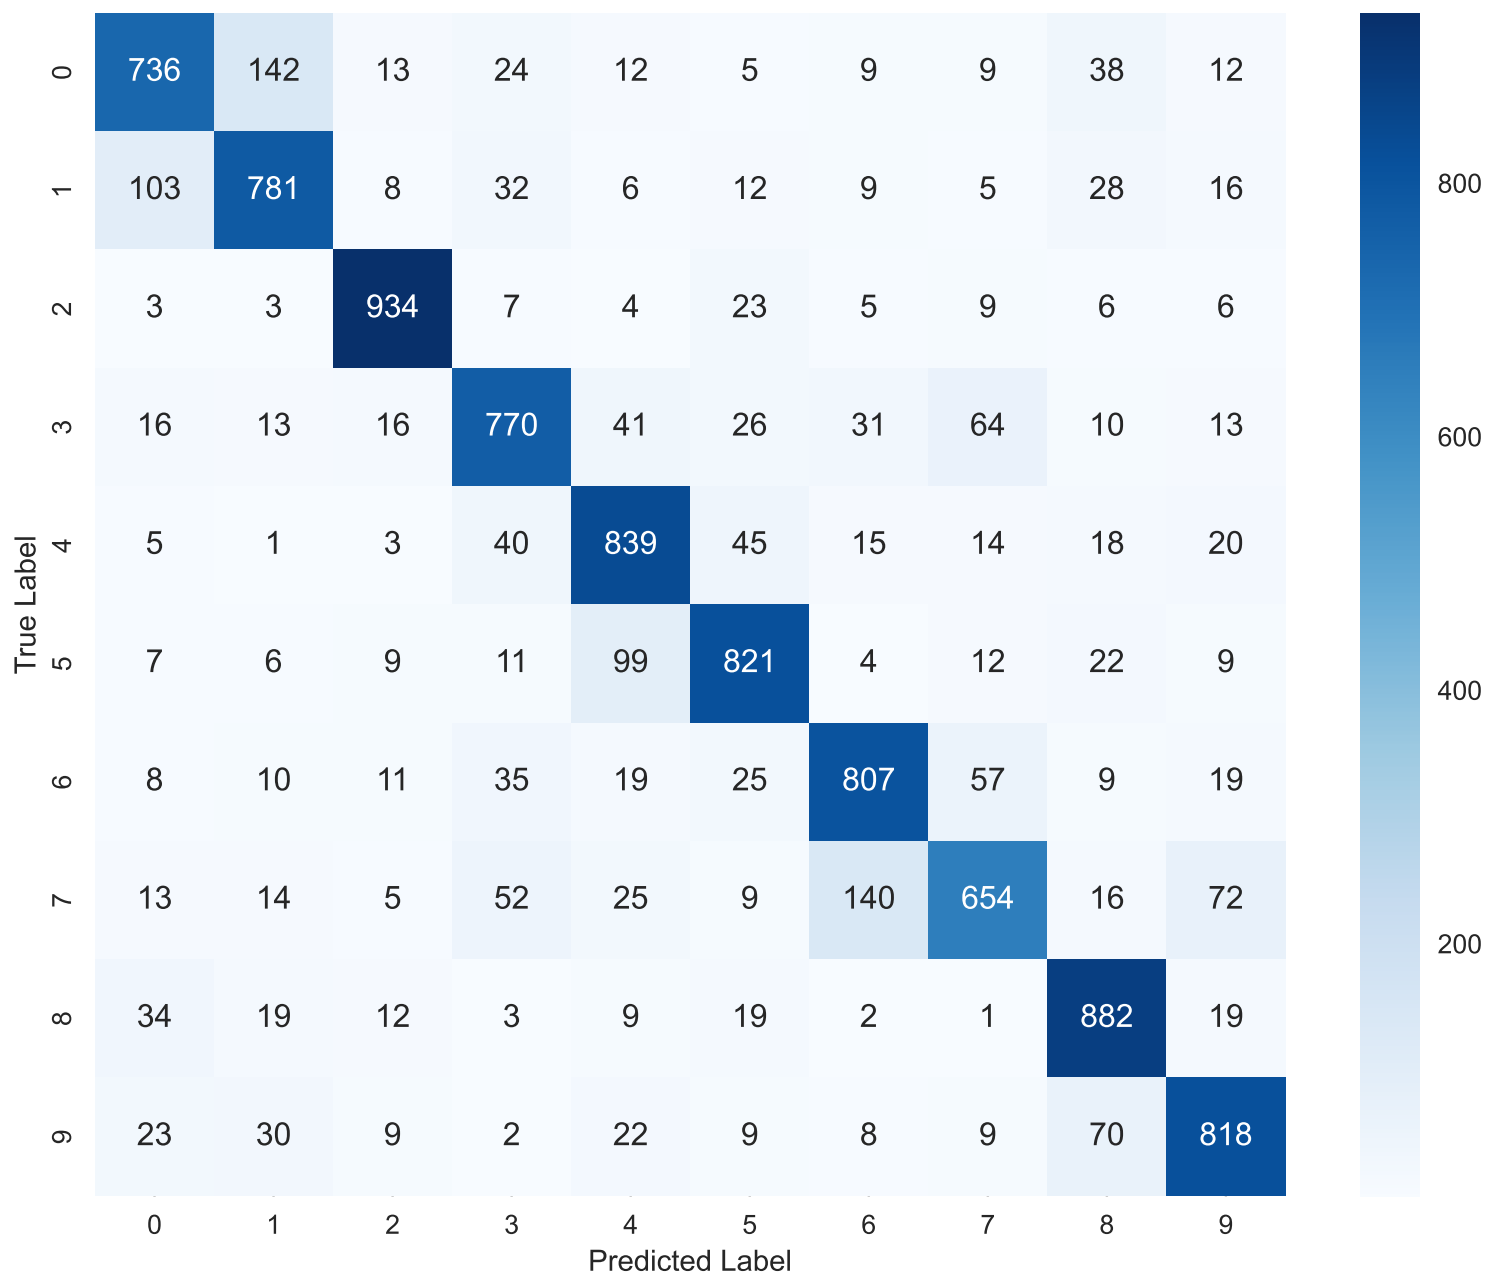 0 736 142 13 24 12 5 9 9 38 12
1 103 781 8 32 6 12 9 5 28 16
2 3 3 934 7 4 23 5 9 6 6
3 16 13 16 770 41 26 31 64 10 13
4 5 1 3 40 839 45 15 14 18 20
5 7 6 9 11 99 821 4 12 22 9
6 8 10 11 35 19 25 807 57 9 19
7 13 14 5 52 25 9 140 654 16 72
8 34 19 12 3 9 19 2 1 882 19
9 23 30 9 2 22 9 8 9 70 818
0 1 2 3 4 5 6 7 8 9
Predicted Label
True Label
800
600
400
200